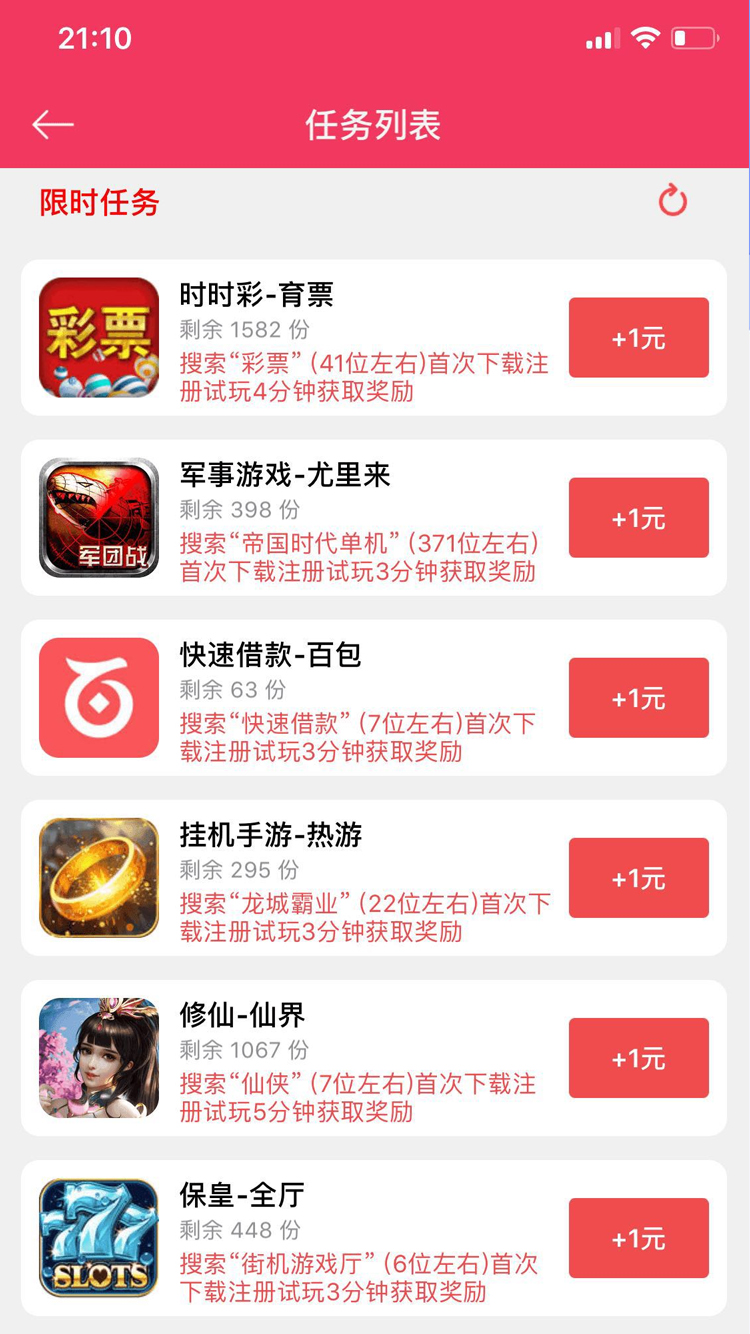 21:10
任务列表
限时任务
彩票
时时彩-育票
剩余 1582 份
搜索“彩票” (41位左右)首次下载注
册试玩4分钟获取奖励
+1元
军团战
军事游戏-尤里来
剩余 398 份
搜索“帝国时代单机” (371位左右)
首次下载注册试玩3分钟获取奖励
+1元
快速借款-百包
剩余 63 份
搜索“快速借款” (7位左右)首次下
载注册试玩3分钟获取奖励
+1元
挂机手游-热游
剩余 295 份
搜索“龙城霸业” (22位左右)首次下
载注册试玩3分钟获取奖励
+1元
修仙-仙界
剩余 1067 份
搜索“仙侠” (7位左右)首次下载注
册试玩5分钟获取奖励
+1元
777
SLOTS
保皇-全厅
剩余 448 份
搜索“街机游戏厅” (6位左右)首次
下载注册试玩3分钟获取奖励
+1元